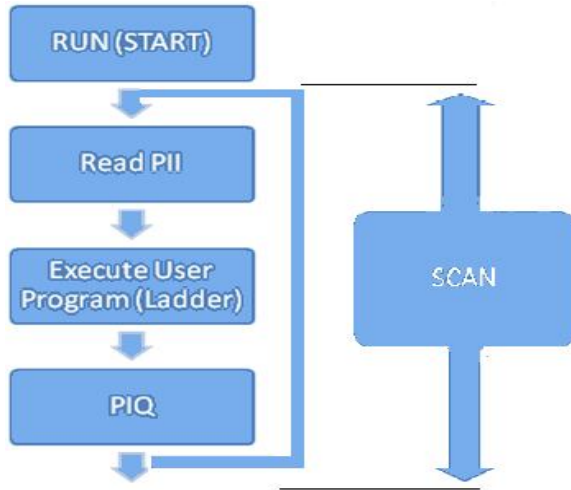 RUN (START)
Read PII
Execute User
Program (Ladder)
PIQ
SCAN